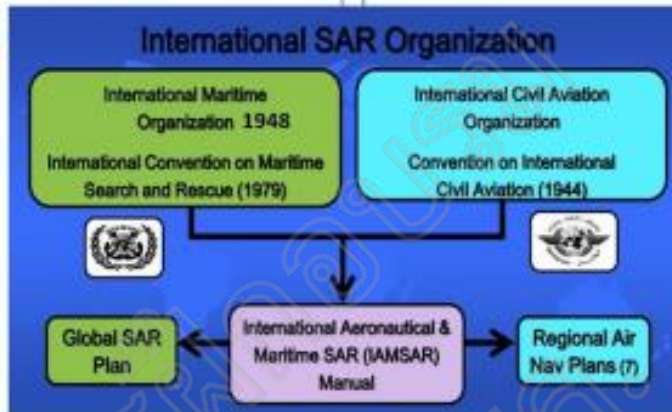 International SAR Organization
International Maritime
Organization 1948
International Convention on Maritime
Search and Rescue (1979)
International Civil Aviation
Organization
Convention on International
Civil Aviation (1944)
Global SAR
Plan
International Aeronautical &
Maritime SAR (IAMSAR)
Manual
Regional Air
Nav Plans (7)